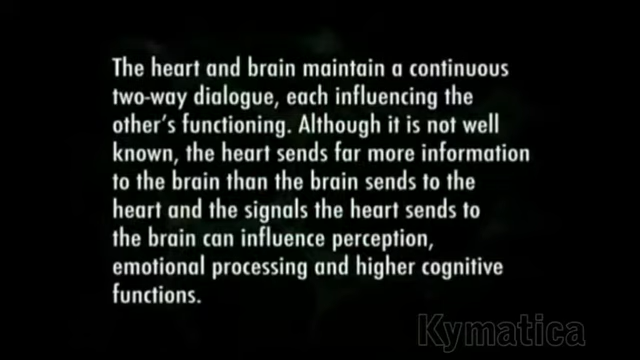 The heart and brain maintain a continuous
two-way dialogue, each influencing the
other's functioning. Although it is not well
known, the heart sends far more information
to the brain than the brain sends to the
heart and the signals the heart sends to
the brain can influence perception,
emotional processing and higher cognitive
functions.
Kymatica